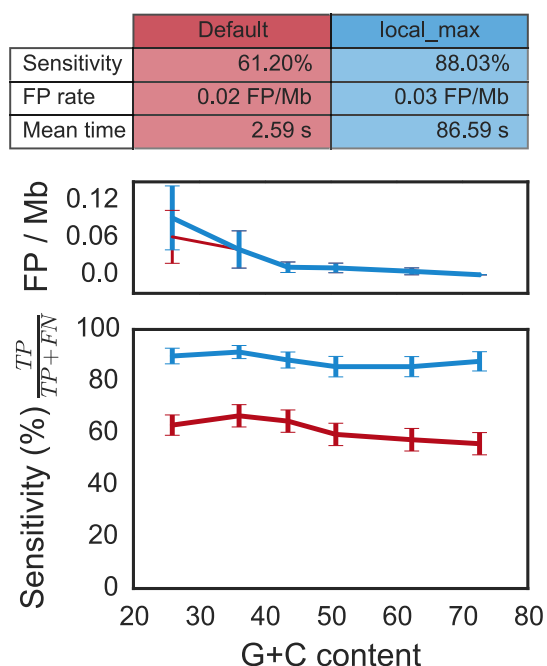 Default local_max
Sensitivity 61.20% 88.03%
FP rate 0.02 FP/Mb 0.03 FP/Mb
Mean time 2.59 s 86.59 s
FP / Mb
0.12
0.06
0.0
Sensitivity (%) TP/TP+FN
100
80
60
40
20
0
20 30 40 50 60 70 80
G+C content